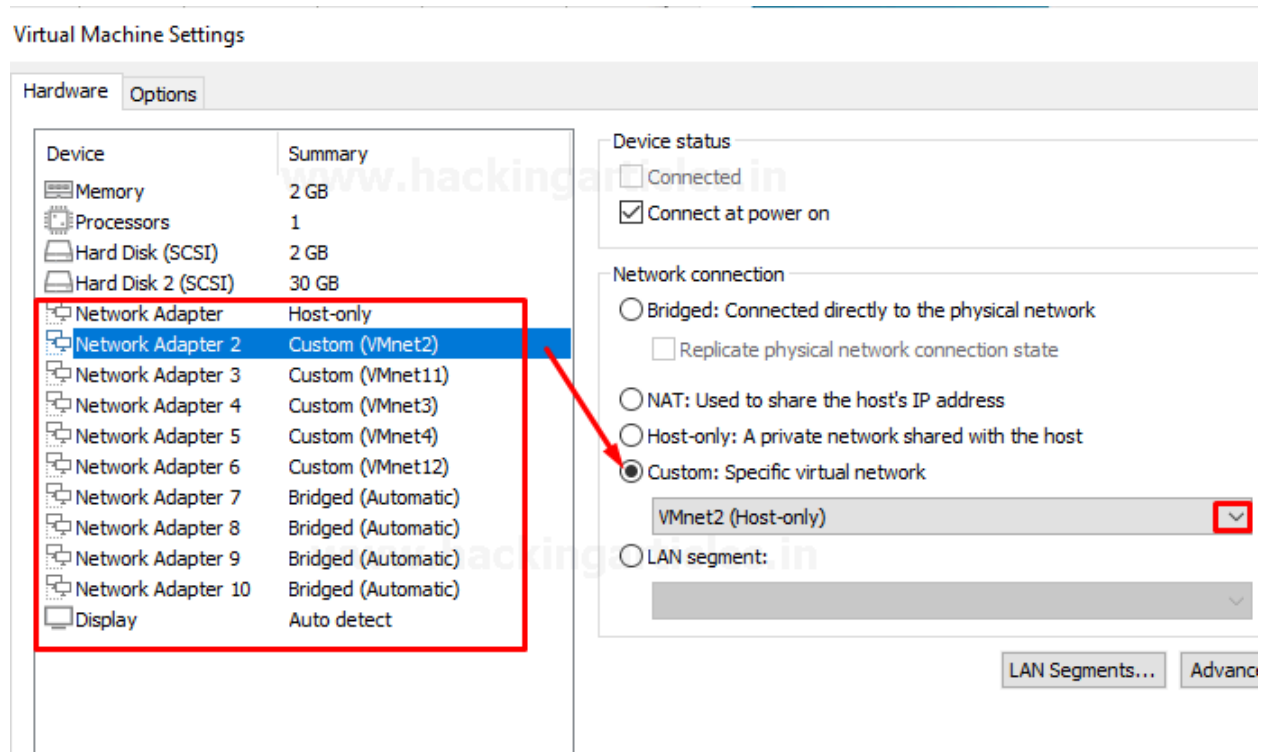 Virtual Machine Settings
Hardware Options
Device Summary
Memory 2 GB
Processors 1
Hard Disk (SCSI) 2 GB
Hard Disk 2 (SCSI) 30 GB
Network Adapter Host-only
Network Adapter 2 Custom (VMnet2)
Network Adapter 3 Custom (VMnet11)
Network Adapter 4 Custom (VMnet3)
Network Adapter 5 Custom (VMnet4)
Network Adapter 6 Custom (VMnet12)
Network Adapter 7 Bridged (Automatic)
Network Adapter 8 Bridged (Automatic)
Network Adapter 9 Bridged (Automatic)
Network Adapter 10 Bridged (Automatic)
Display Auto detect
Device status
Connected
Connect at power on
Network connection
Bridged: Connected directly to the physical network
Replicate physical network connection state
NAT: Used to share the host's IP address
Host-only: A private network shared with the host
Custom: Specific virtual network
VMnet2 (Host-only)
LAN segment:
LAN Segments... Advanc
www.hackingarticles.in
www.hackingarticles.in